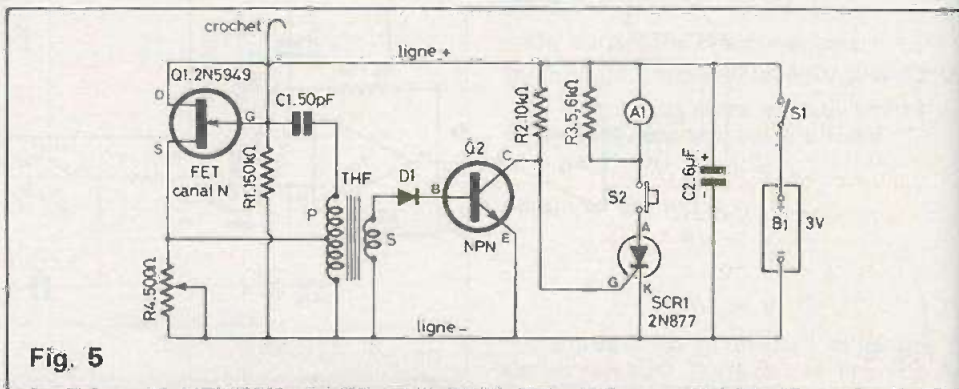 crochet
ligne +
Q1.2N5949
D
G
S
FET
canal N
C1.50pF
R1.150kΩ
THF
P
S
D1
Q2
B
C
E
NPN
R2.10kΩ
R3.5,6kΩ
A1
S2
A
G
K
SCR1
2N877
C2.6µF
+
-
S1
+
B1
3V
-
R4.500Ω
ligne -
Fig. 5